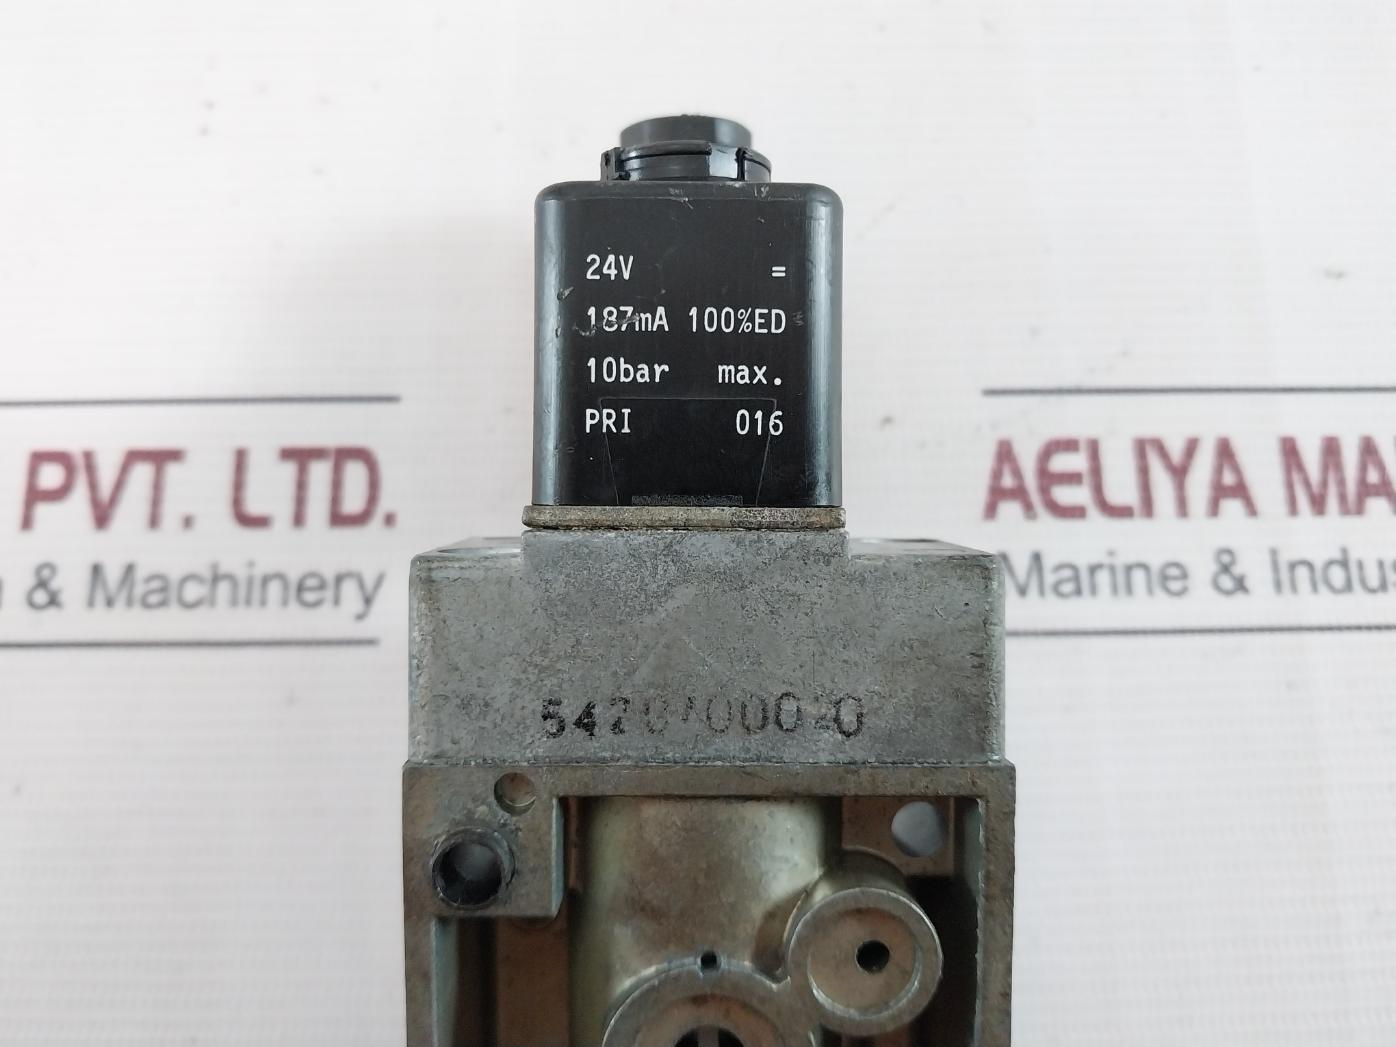 24V =
187mA 100%ED
10bar max.
PRI 016
PVT. LTD.
& Machinery
AELIYA MA
Marine & Indus